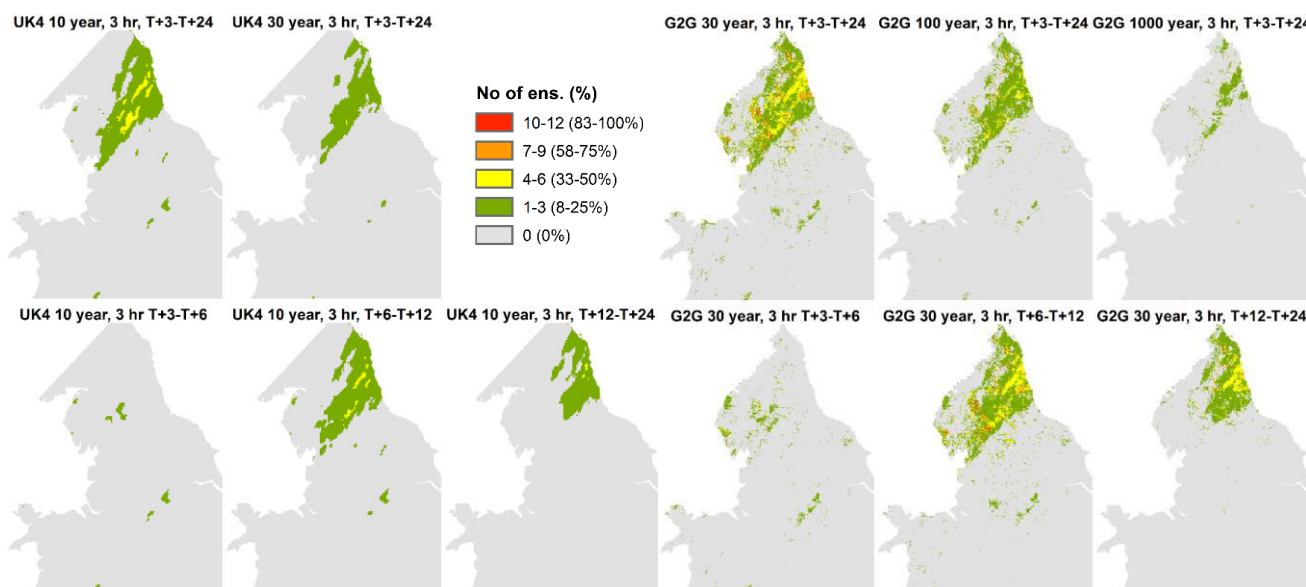 UK4 10 year, 3 hr, T+3-T+24
UK4 30 year, 3 hr, T+3-T+24
G2G 30 year, 3 hr, T+3-T+24
G2G 100 year, 3 hr, T+3-T+24
G2G 1000 year, 3 hr, T+3-T+24
No of ens. (%)
10-12 (83-100%)
7-9 (58-75%)
4-6 (33-50%)
1-3 (8-25%)
0 (0%)
UK4 10 year, 3 hr T+3-T+6
UK4 10 year, 3 hr, T+6-T+12
UK4 10 year, 3 hr T+12-T+24
G2G 30 year, 3 hr T+3-T+6
G2G 30 year, 3 hr, T+6-T+12
G2G 30 year, 3 hr T+12-T+24